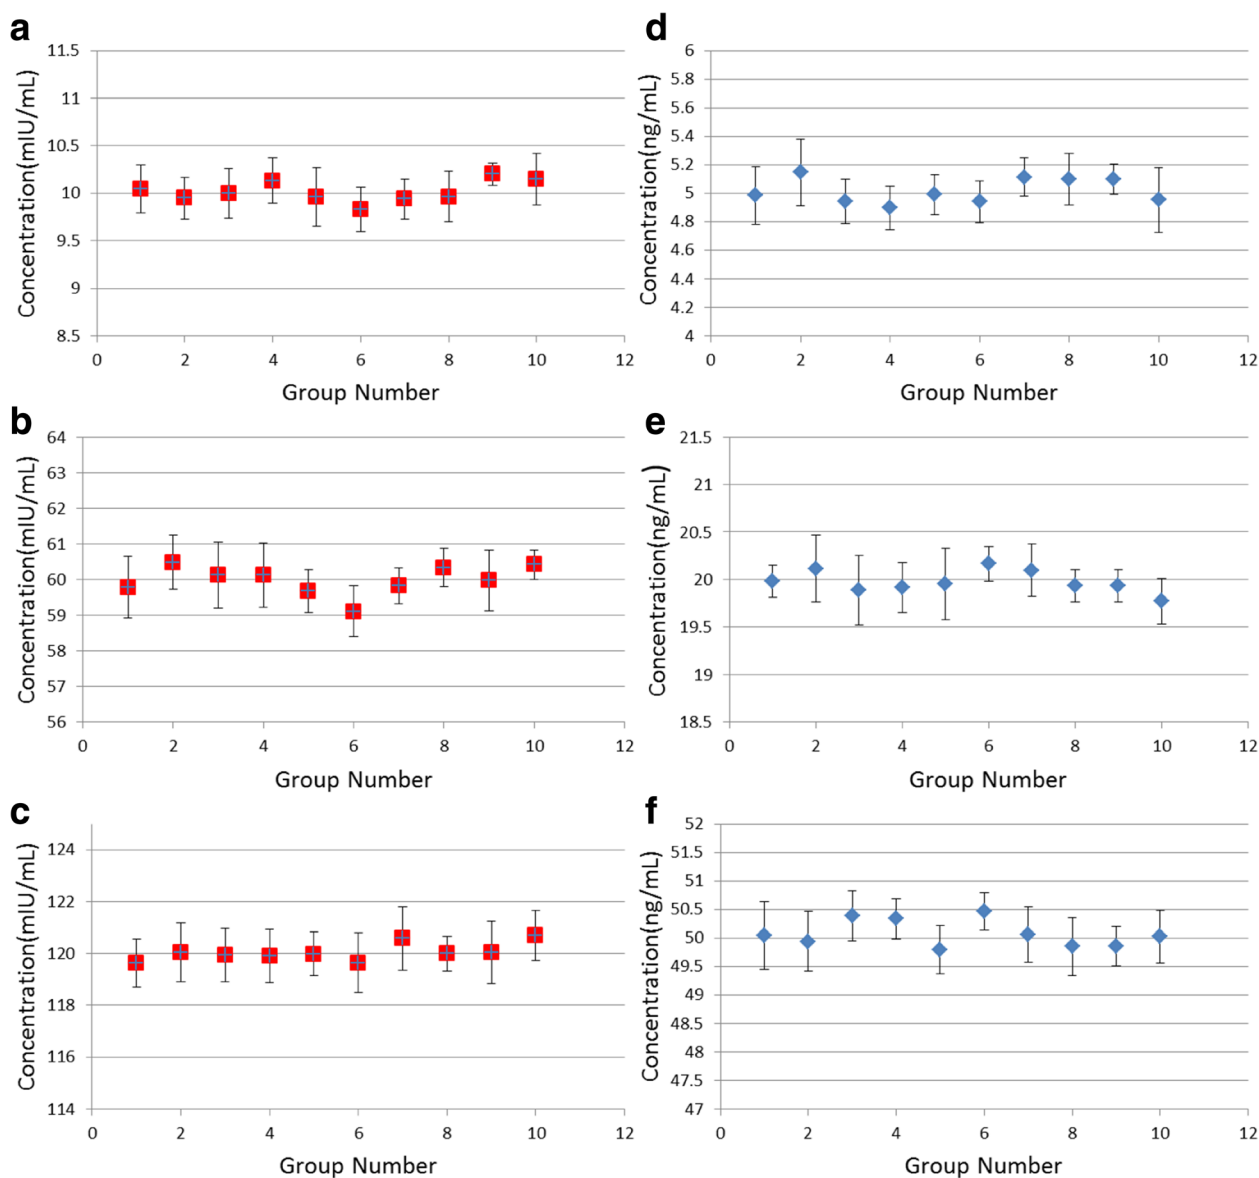 a
11.5
11
10.5
10
9.5
9
8.5
0 2 4 6 8 10 12
Concentration(mIU/mL)
Group Number
d
6
5.8
5.6
5.4
5.2
5
4.8
4.6
4.4
4.2
4
0 2 4 6 8 10 12
Concentration(ng/mL)
Group Number
b
64
63
62
61
60
59
58
57
56
0 2 4 6 8 10 12
Concentration(mIU/mL)
Group Number
e
21.5
21
20.5
20
19.5
19
18.5
0 2 4 6 8 10 12
Concentration(ng/mL)
Group Number
c
124
122
120
118
116
114
0 2 4 6 8 10 12
Concentration(mIU/mL)
Group Number
f
52
51.5
51
50.5
50
49.5
49
48.5
48
47.5
47
0 2 4 6 8 10 12
Concentration(ng/mL)
Group Number